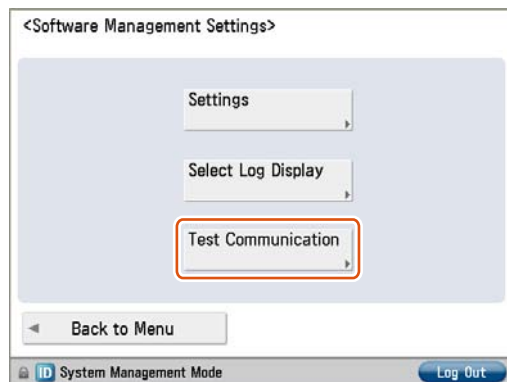 <Software Management Settings>
Settings
Select Log Display
Test Communication
Back to Menu
ID System Management Mode Log Out